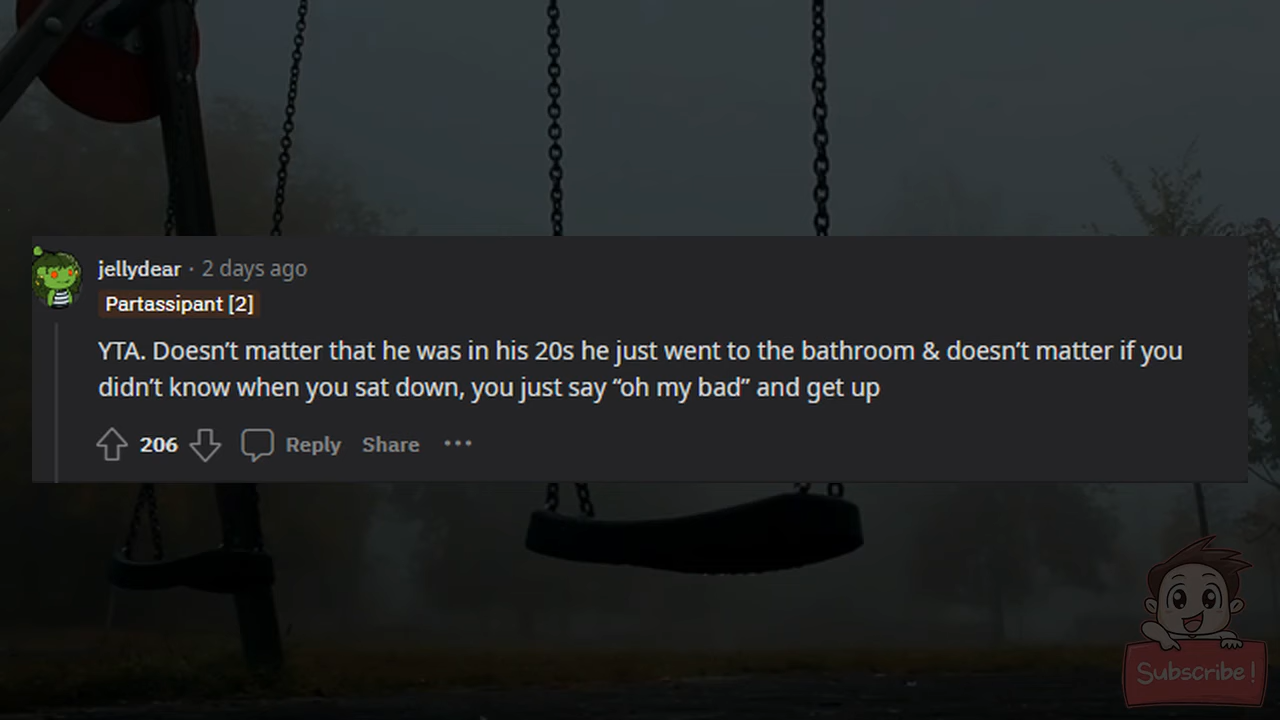 jellydear · 2 days ago
Partassipant [2]
YTA. Doesn’t matter that he was in his 20s he just went to the bathroom & doesn’t matter if you
didn’t know when you sat down, you just say “oh my bad” and get up
206 Reply Share ···
Subscribe!